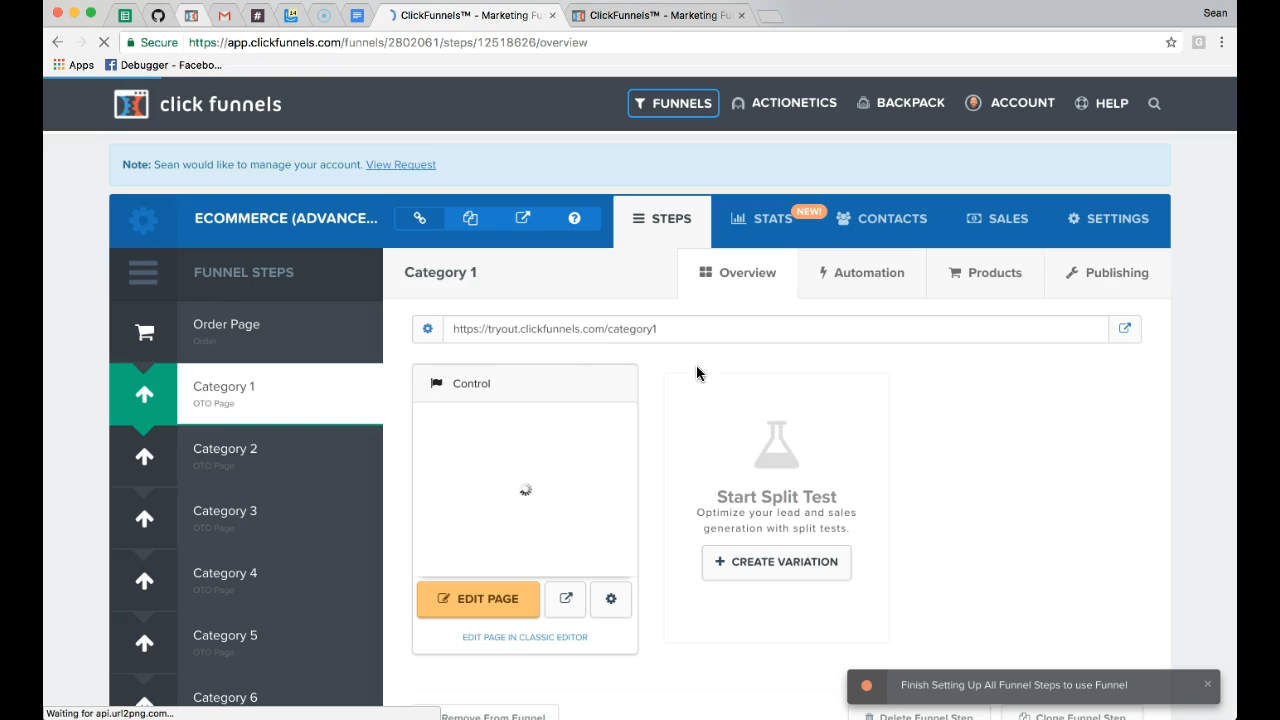 Sean
14
ClickFunnels™ - Marketing Fu
ClickFunnels™ - Marketing Fu
Secure
https://app.clickfunnels.com/funnels/2802061/steps/12518626/overview
Apps
Debugger - Facebo...
click funnels
FUNNELS
ACTIONETICS
BACKPACK
ACCOUNT
HELP
Note: Sean would like to manage your account. View Request
ECOMMERCE (ADVANCE...
STEPS
STATS
NEW!
CONTACTS
SALES
SETTINGS
FUNNEL STEPS
Category 1
Overview
Automation
Products
Publishing
Order Page
Order
https://tryout.clickfunnels.com/category1
Category 1
OTO Page
Control
Category 2
OTO Page
Category 3
OTO Page
Start Split Test
Optimize your lead and sales
generation with split tests.
+ CREATE VARIATION
Category 4
OTO Page
EDIT PAGE
EDIT PAGE IN CLASSIC EDITOR
Category 5
OTO Page
Category 6
Finish Setting Up All Funnel Steps to use Funnel
Waiting for api.url2png.com...
Remove From Funnel
Delete Funnel Step
Clone Funnel Step